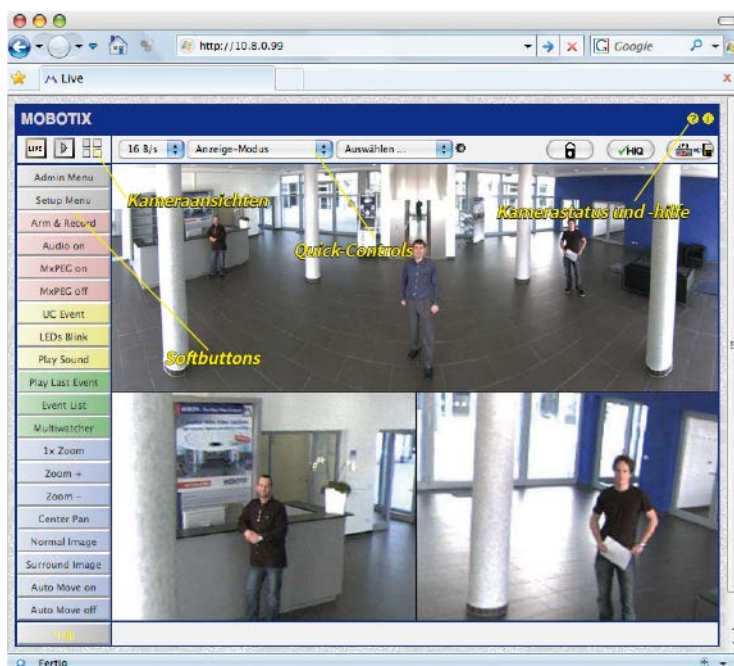 http://10.8.0.99
Google
Live
MOBOTIX
LIVE
16 B/s
Anzeige-Modus
Auswählen ...
HIQ
Admin Menu
Setup Menu
Arm & Record
Audio on
MxPEG on
MxPEG off
UC Event
LEDs Blink
Play Sound
Play Last Event
Event List
Multiwatcher
1x Zoom
Zoom +
Zoom −
Center Pan
Normal Image
Surround Image
Auto Move on
Auto Move off
Kameraansichten
Quick-Controls
Kamerastatus und -hilfe
Softbuttons
MOBOTIX
Fertig